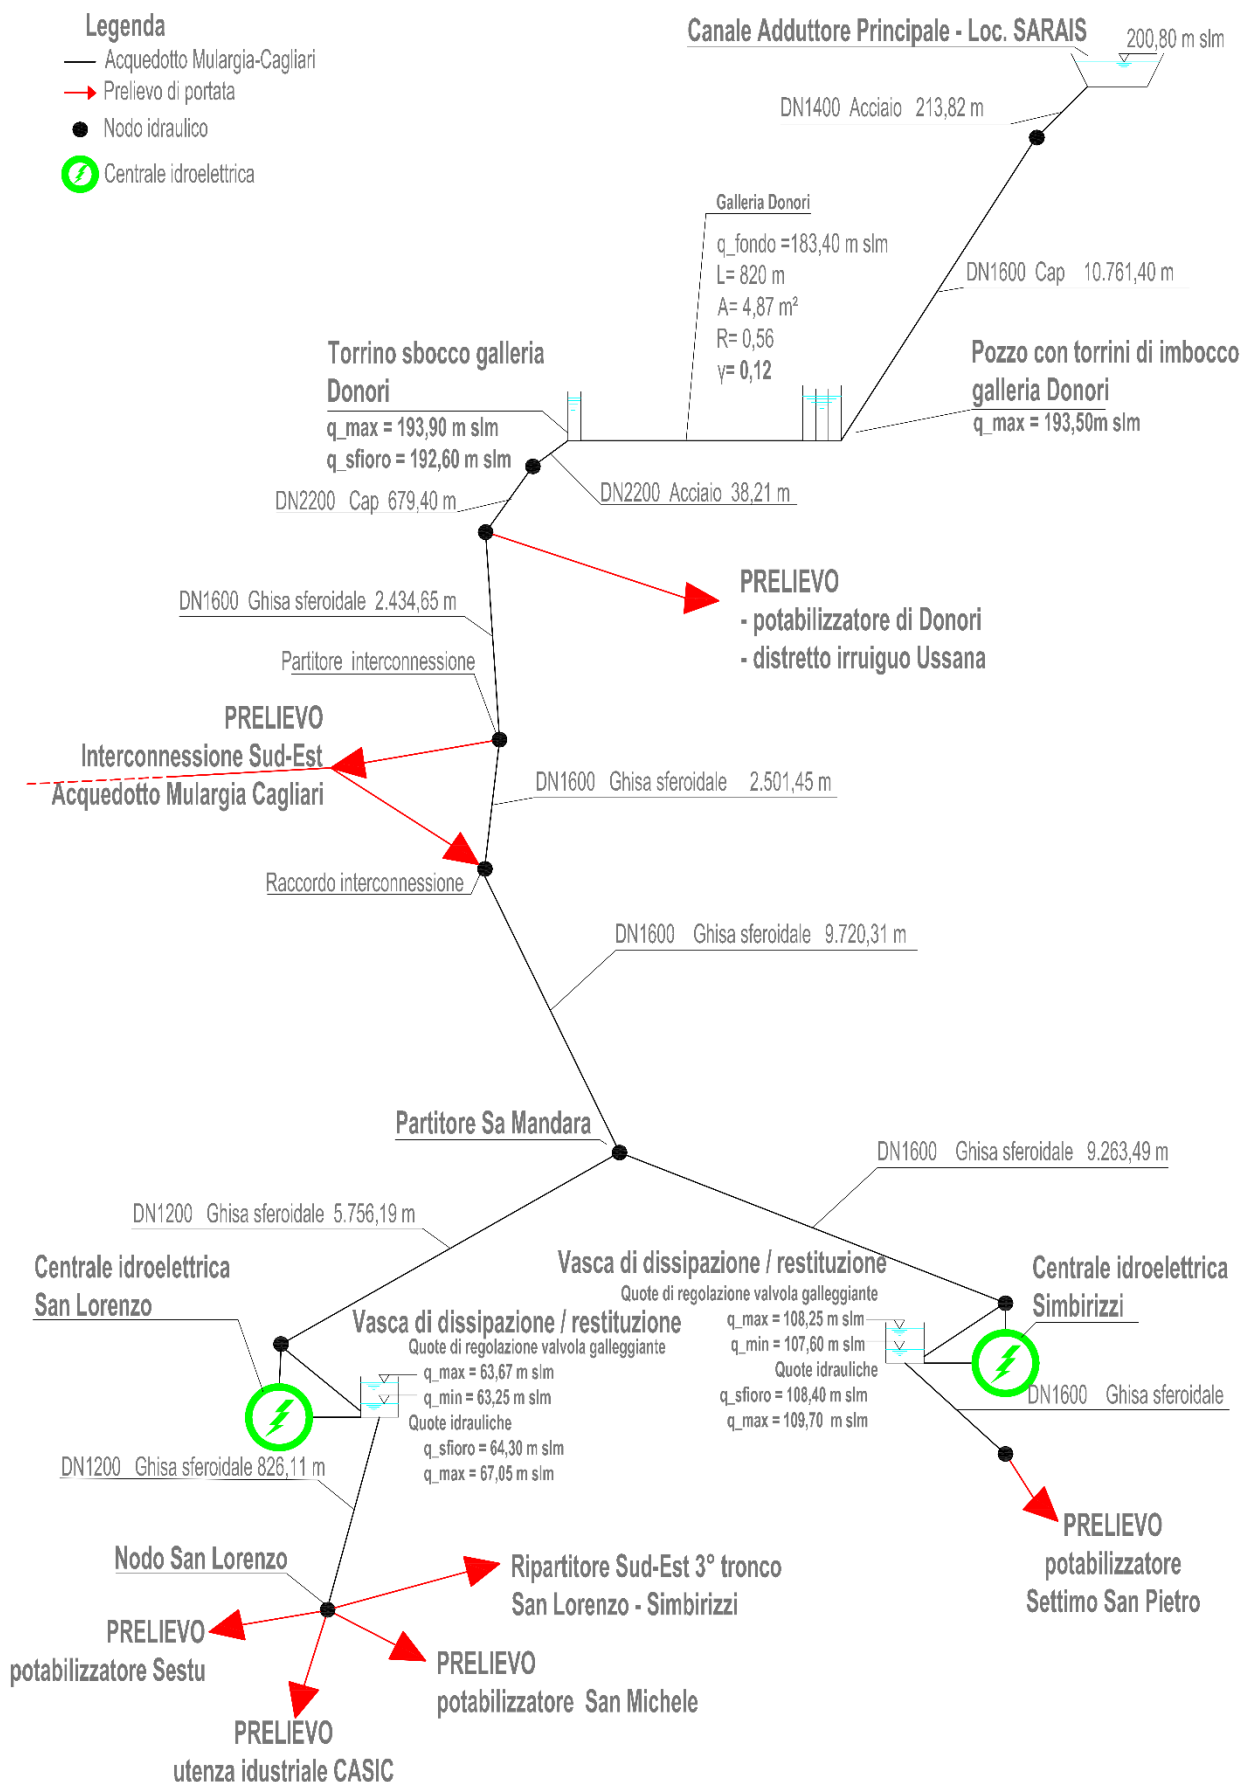 Legenda
Acquedotto Mulargia-Cagliari
Prelievo di portata
Nodo idraulico
Centrale idroelettrica
Canale Adduttore Principale - Loc. SARAIS
200,80 m slm
DN1400 Acciaio 213,82 m
Galleria Donori
q_fondo =183,40 m slm
L= 820 m
A= 4,87 m²
R= 0,56
γ= 0,12
DN1600 Cap 10.761,40 m
Torrino sbocco galleria
Donori
q_max = 193,90 m slm
q_sfioro = 192,60 m slm
Pozzo con torrini di imbocco
galleria Donori
q_max = 193,50m slm
DN2200 Cap 679,40 m
DN2200 Acciaio 38,21 m
PRELIEVO
- potabilizzatore di Donori
- distretto irruiguo Ussana
DN1600 Ghisa sferoidale 2.434,65 m
Partitore interconnessione
PRELIEVO
Interconnessione Sud-Est
Acquedotto Mulargia Cagliari
DN1600 Ghisa sferoidale 2.501,45 m
Raccordo interconnessione
DN1600 Ghisa sferoidale 9.720,31 m
Partitore Sa Mandara
DN1600 Ghisa sferoidale 9.263,49 m
DN1200 Ghisa sferoidale 5.756,19 m
Centrale idroelettrica
San Lorenzo
Vasca di dissipazione / restituzione
Quote di regolazione valvola galleggiante
q_max = 108,25 m slm
q_min = 107,60 m slm
Quote idrauliche
q_sfioro = 108,40 m slm
q_max = 109,70 m slm
Centrale idroelettrica
Simbirizzi
Vasca di dissipazione / restituzione
Quote di regolazione valvola galleggiante
q_max = 63,67 m slm
q_min = 63,25 m slm
Quote idrauliche
q_sfioro = 64,30 m slm
q_max = 67,05 m slm
DN1600 Ghisa sferoidale
DN1200 Ghisa sferoidale 826,11 m
Nodo San Lorenzo
Ripartitore Sud-Est 3° tronco
San Lorenzo - Simbirizzi
PRELIEVO
potabilizzatore
Settimo San Pietro
PRELIEVO
potabilizzatore Sestu
PRELIEVO
potabilizzatore San Michele
PRELIEVO
utenza idustriale CASIC